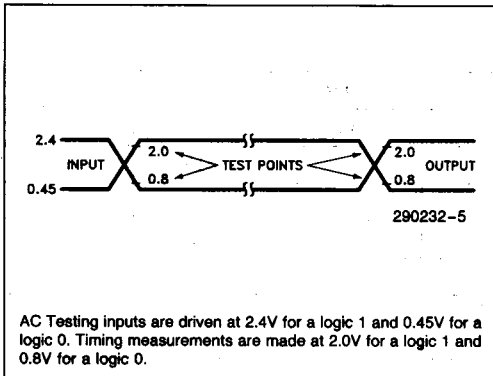 2.4
INPUT
0.45
2.0
0.8
TEST POINTS
2.0
0.8
OUTPUT
290232-5
AC Testing inputs are driven at 2.4V for a logic 1 and 0.45V for a
logic 0. Timing measurements are made at 2.0V for a logic 1 and
0.8V for a logic 0.